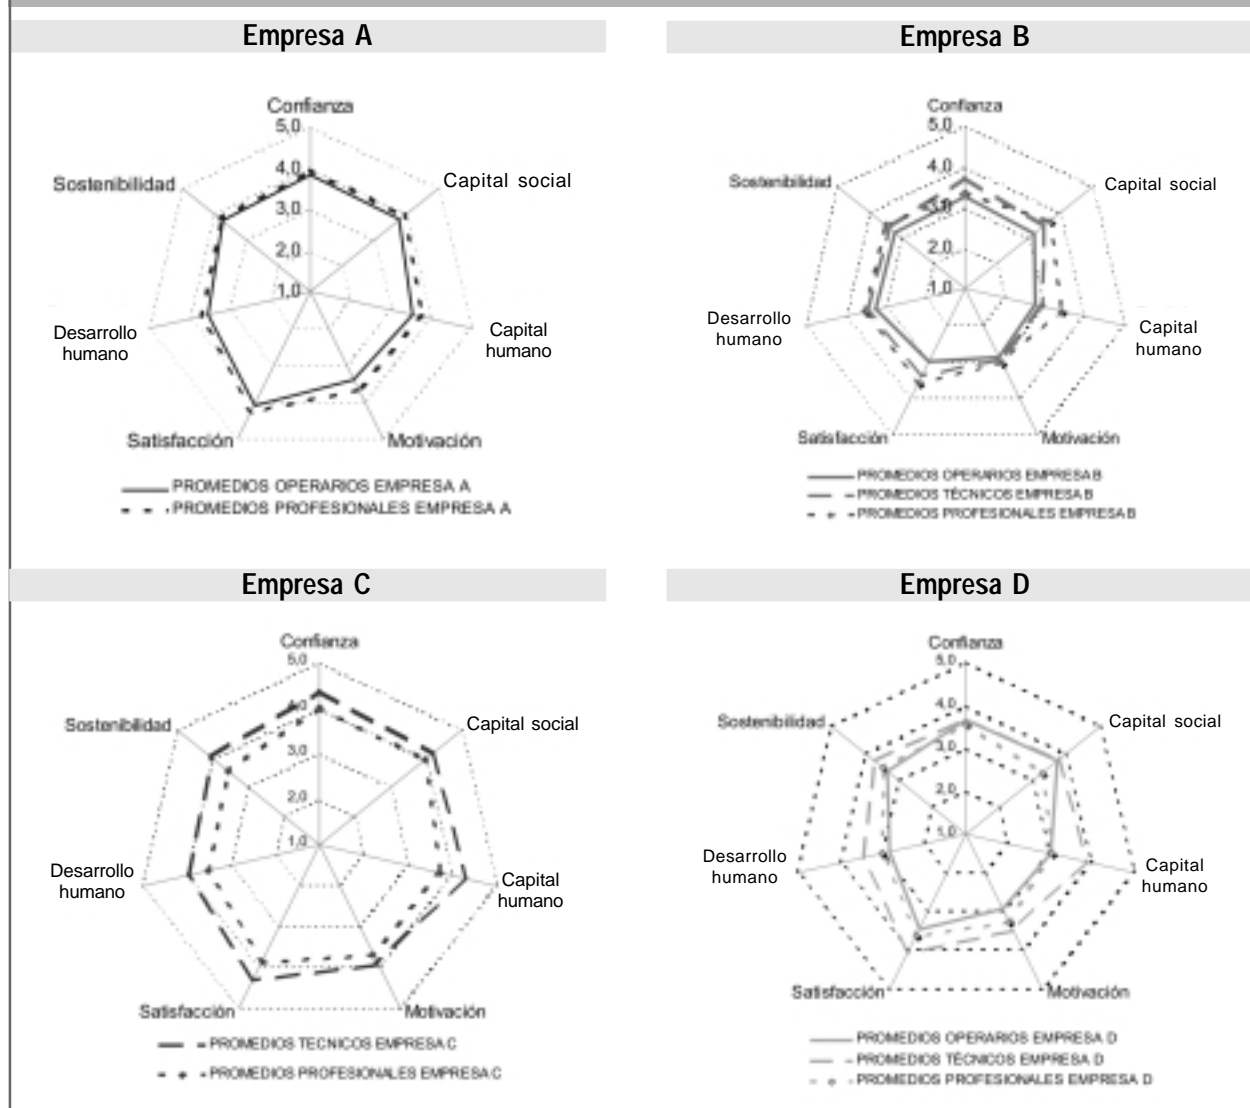 Empresa A
Confianza
5,0
4,0
3,0
2,0
1,0
Sostenibilidad
Capital social
Desarrollo
humano
Capital
humano
Satisfacción
Motivación
PROMEDIOS OPERARIOS EMPRESA A
PROMEDIOS PROFESIONALES EMPRESA A
Empresa B
Confianza
5,0
4,0
3,0
2,0
1,0
Sostenibilidad
Capital social
Desarrollo
humano
Capital
humano
Satisfacción
Motivación
PROMEDIOS OPERARIOS EMPRESA B
PROMEDIOS TÉCNICOS EMPRESA B
PROMEDIOS PROFESIONALES EMPRESA B
Empresa C
Confianza
5,0
4,0
3,0
2,0
1,0
Sostenibilidad
Capital social
Desarrollo
humano
Capital
humano
Satisfacción
Motivación
PROMEDIOS TECNICOS EMPRESA C
PROMEDIOS PROFESIONALES EMPRESA C
Empresa D
Confianza
5,0
4,0
3,0
2,0
1,0
Sostenibilidad
Capital social
Desarrollo
humano
Capital
humano
Satisfacción
Motivación
PROMEDIOS OPERARIOS EMPRESA D
PROMEDIOS TÉCNICOS EMPRESA D
PROMEDIOS PROFESIONALES EMPRESA D